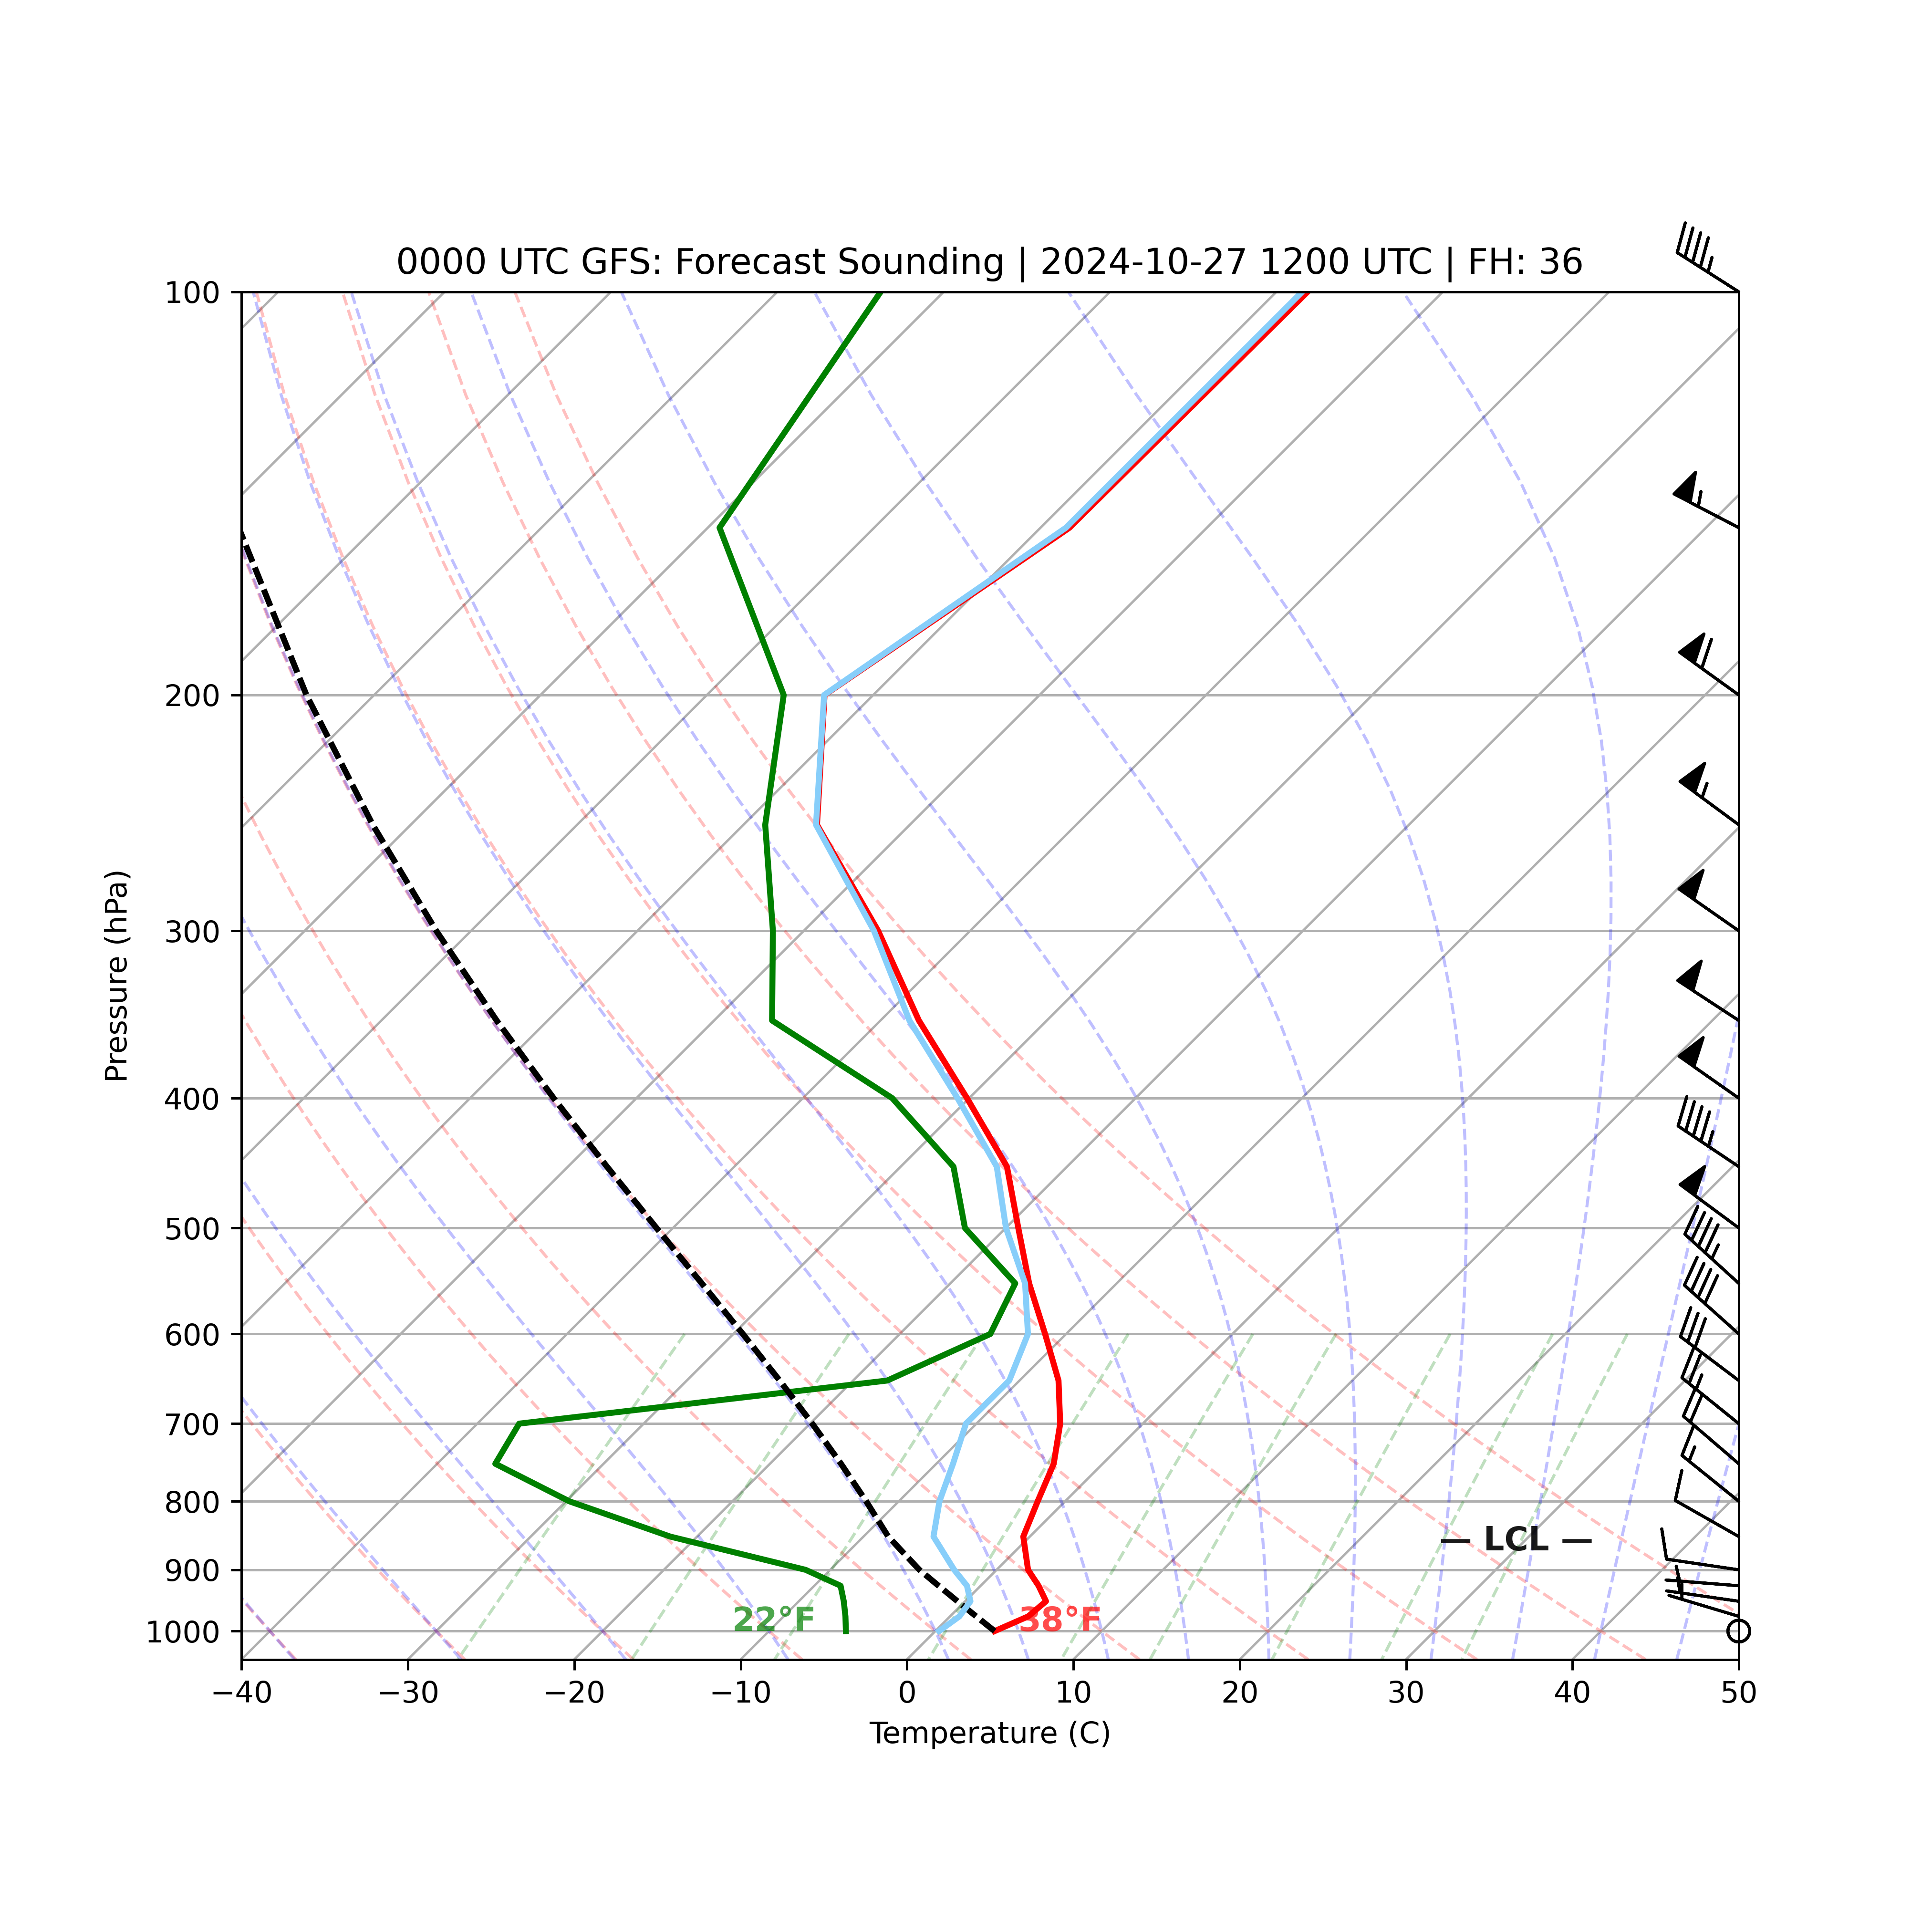 0000 UTC GFS: Forecast Sounding | 2024-10-27 1200 UTC | FH: 36
100
200
300
400
500
600
700
800
900
1000
Pressure (hPa)
— LCL —
22°F
38°F
−40 −30 −20 −10 0 10 20 30 40 50
Temperature (C)